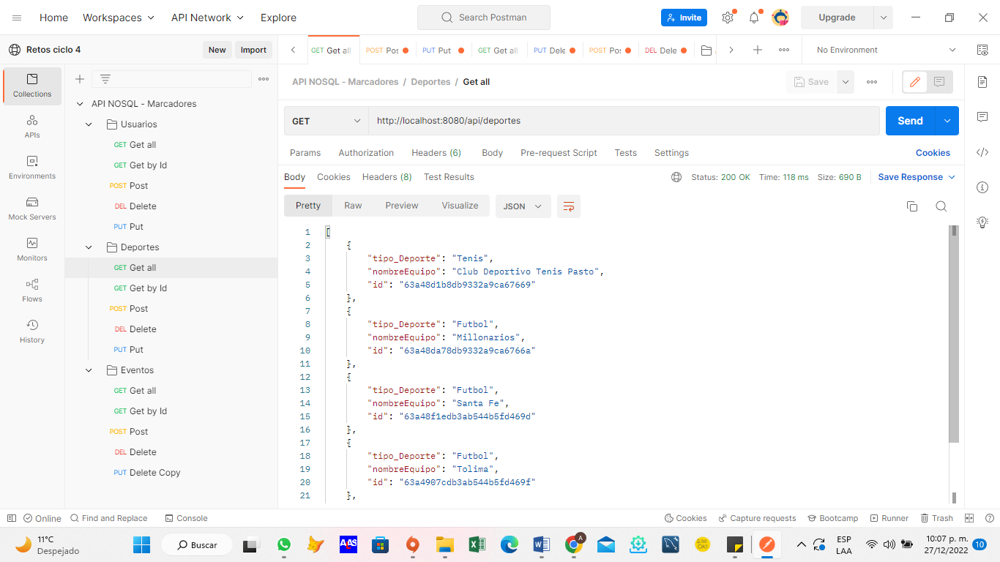 Home Workspaces API Network Explore Search Postman Invite Upgrade
Retos ciclo 4 New Import
GET Get all POST Pos PUT Put GET Get all PUT Dele POST Pos DEL Dele No Environment
Collections
APIs
Environments
Mock Servers
Monitors
Flows
History
API NOSQL - Marcadores
Usuarios
GET Get all
GET Get by Id
POST Post
DEL Delete
PUT Put
Deportes
GET Get all
GET Get by Id
POST Post
DEL Delete
PUT Put
Eventos
GET Get all
GET Get by Id
POST Post
DEL Delete
PUT Delete Copy
API NOSQL - Marcadores / Deportes / Get all Save
GET http://localhost:8080/api/deportes Send
Params Authorization Headers (6) Body Pre-request Script Tests Settings Cookies
Body Cookies Headers (8) Test Results Status: 200 OK Time: 118 ms Size: 690 B Save Response
Pretty Raw Preview Visualize JSON
1 [
2 {
3 "tipo_Deporte": "Tenis",
4 "nombreEquipo": "Club Deportivo Tenis Pasto",
5 "id": "63a48d1b8db9332a9ca67669"
6 },
7 {
8 "tipo_Deporte": "Futbol",
9 "nombreEquipo": "Millonarios",
10 "id": "63a48da78db9332a9ca6766a"
11 },
12 {
13 "tipo_Deporte": "Futbol",
14 "nombreEquipo": "Santa Fe",
15 "id": "63a48f1edb3ab544b5fd469d"
16 },
17 {
18 "tipo_Deporte": "Futbol",
19 "nombreEquipo": "Tolima",
20 "id": "63a4907cdb3ab544b5fd469f"
21 },
Online Find and Replace Console Cookies Capture requests Bootcamp Runner Trash
11°C
Despejado
Buscar
A
ESP
LAA
10:07 p. m.
27/12/2022
10